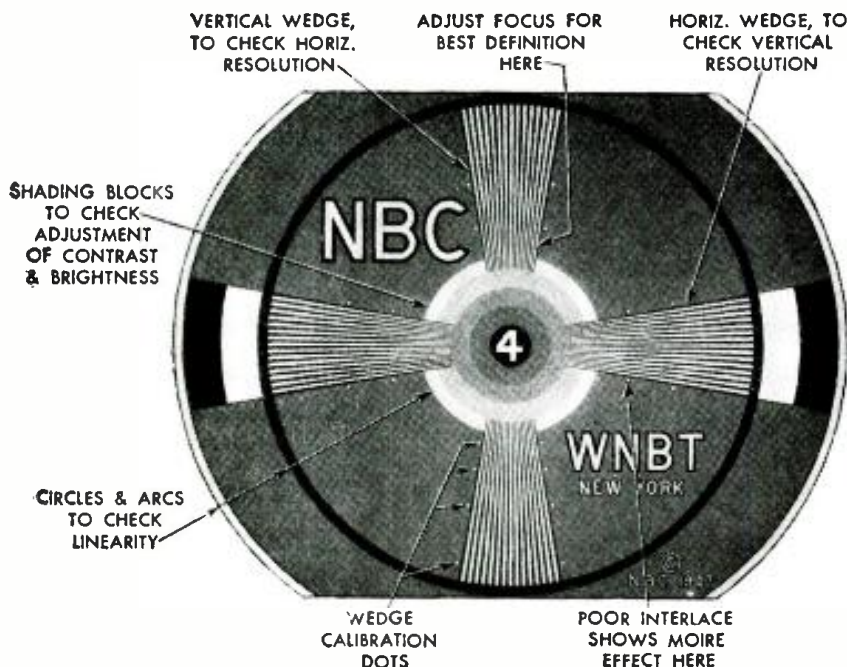 VERTICAL WEDGE,
TO CHECK HORIZ.
RESOLUTION
ADJUST FOCUS FOR
BEST DEFINITION
HERE
HORIZ. WEDGE, TO
CHECK VERTICAL
RESOLUTION
SHADING BLOCKS
TO CHECK
ADJUSTMENT
OF CONTRAST
& BRIGHTNESS
NBC
4
WNBT
NEW YORK
CIRCLES & ARCS
TO CHECK
LINEARITY
©
NBC
WEDGE
CALIBRATION
DOTS
POOR INTERLACE
SHOWS MOIRE
EFFECT HERE